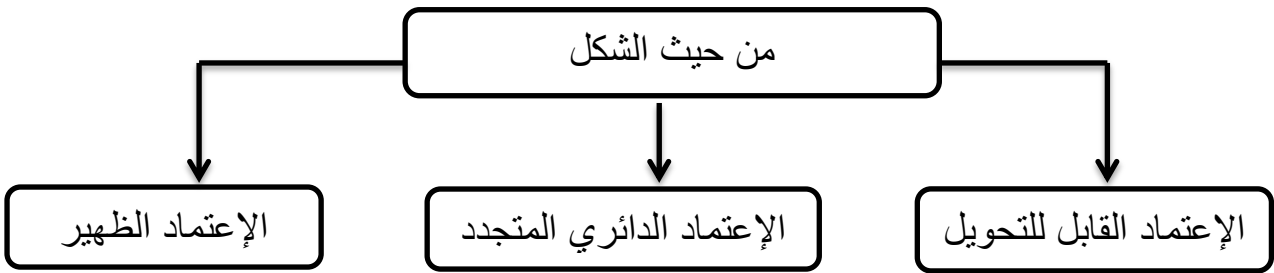 من حيث الشكل
الإعتماد القابل للتحويل
الإعتماد الدائري المتجدد
الإعتماد الظهير